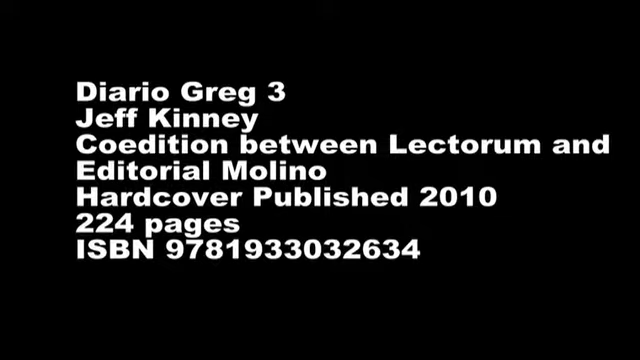 Diario Greg 3
Jeff Kinney
Coedition between Lectorum and
Editorial Molino
Hardcover Published 2010
224 pages
ISBN 9781933032634